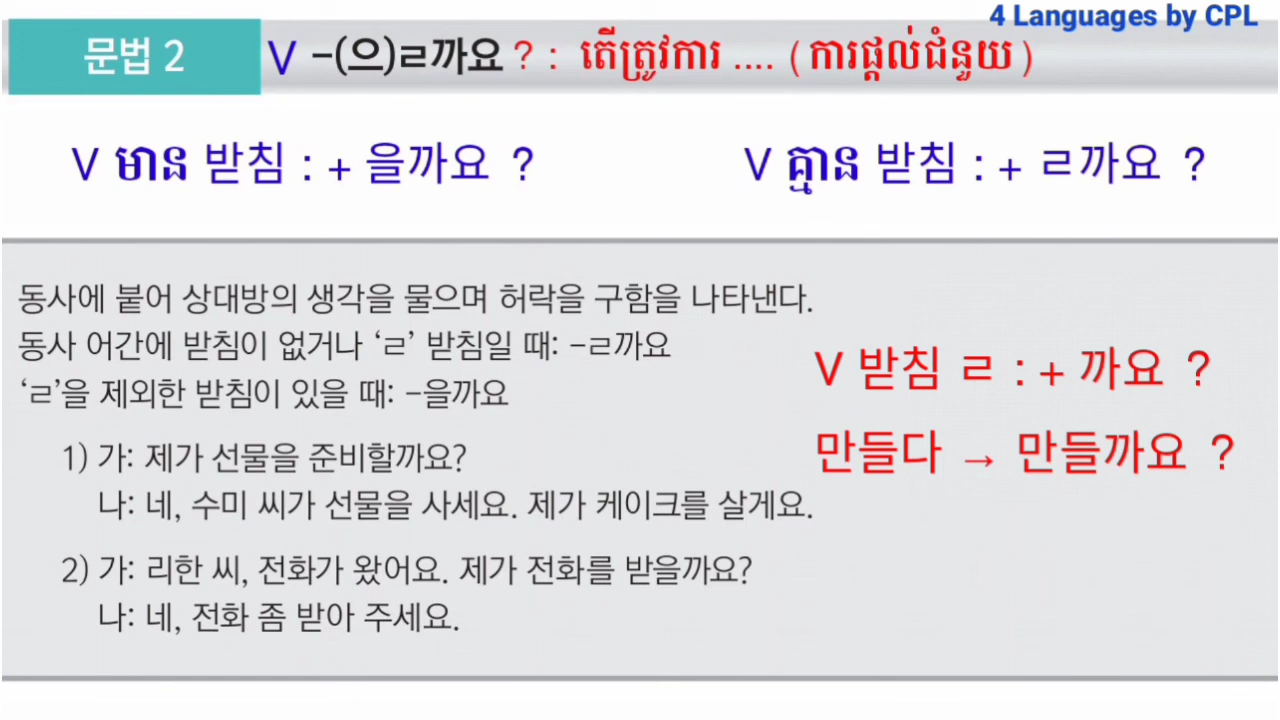 4 Languages by CPL
문법 2 V -(으)ㄹ까요 ? : តើត្រូវការ .... ( ការផ្ដល់ជំនួយ )
V មាន 받침 : + 을까요 ?
V គ្មាន 받침 : + ㄹ까요 ?
동사에 붙어 상대방의 생각을 물으며 허락을 구함을 나타낸다.
동사 어간에 받침이 없거나 ‘ㄹ’ 받침일 때: -ㄹ까요
‘ㄹ’을 제외한 받침이 있을 때: -을까요
V 받침 ㄹ : + 까요 ?
만들다 → 만들까요 ?
1) 가: 제가 선물을 준비할까요?
나: 네, 수미 씨가 선물을 사세요. 제가 케이크를 살게요.
2) 가: 리한 씨, 전화가 왔어요. 제가 전화를 받을까요?
나: 네, 전화 좀 받아 주세요.